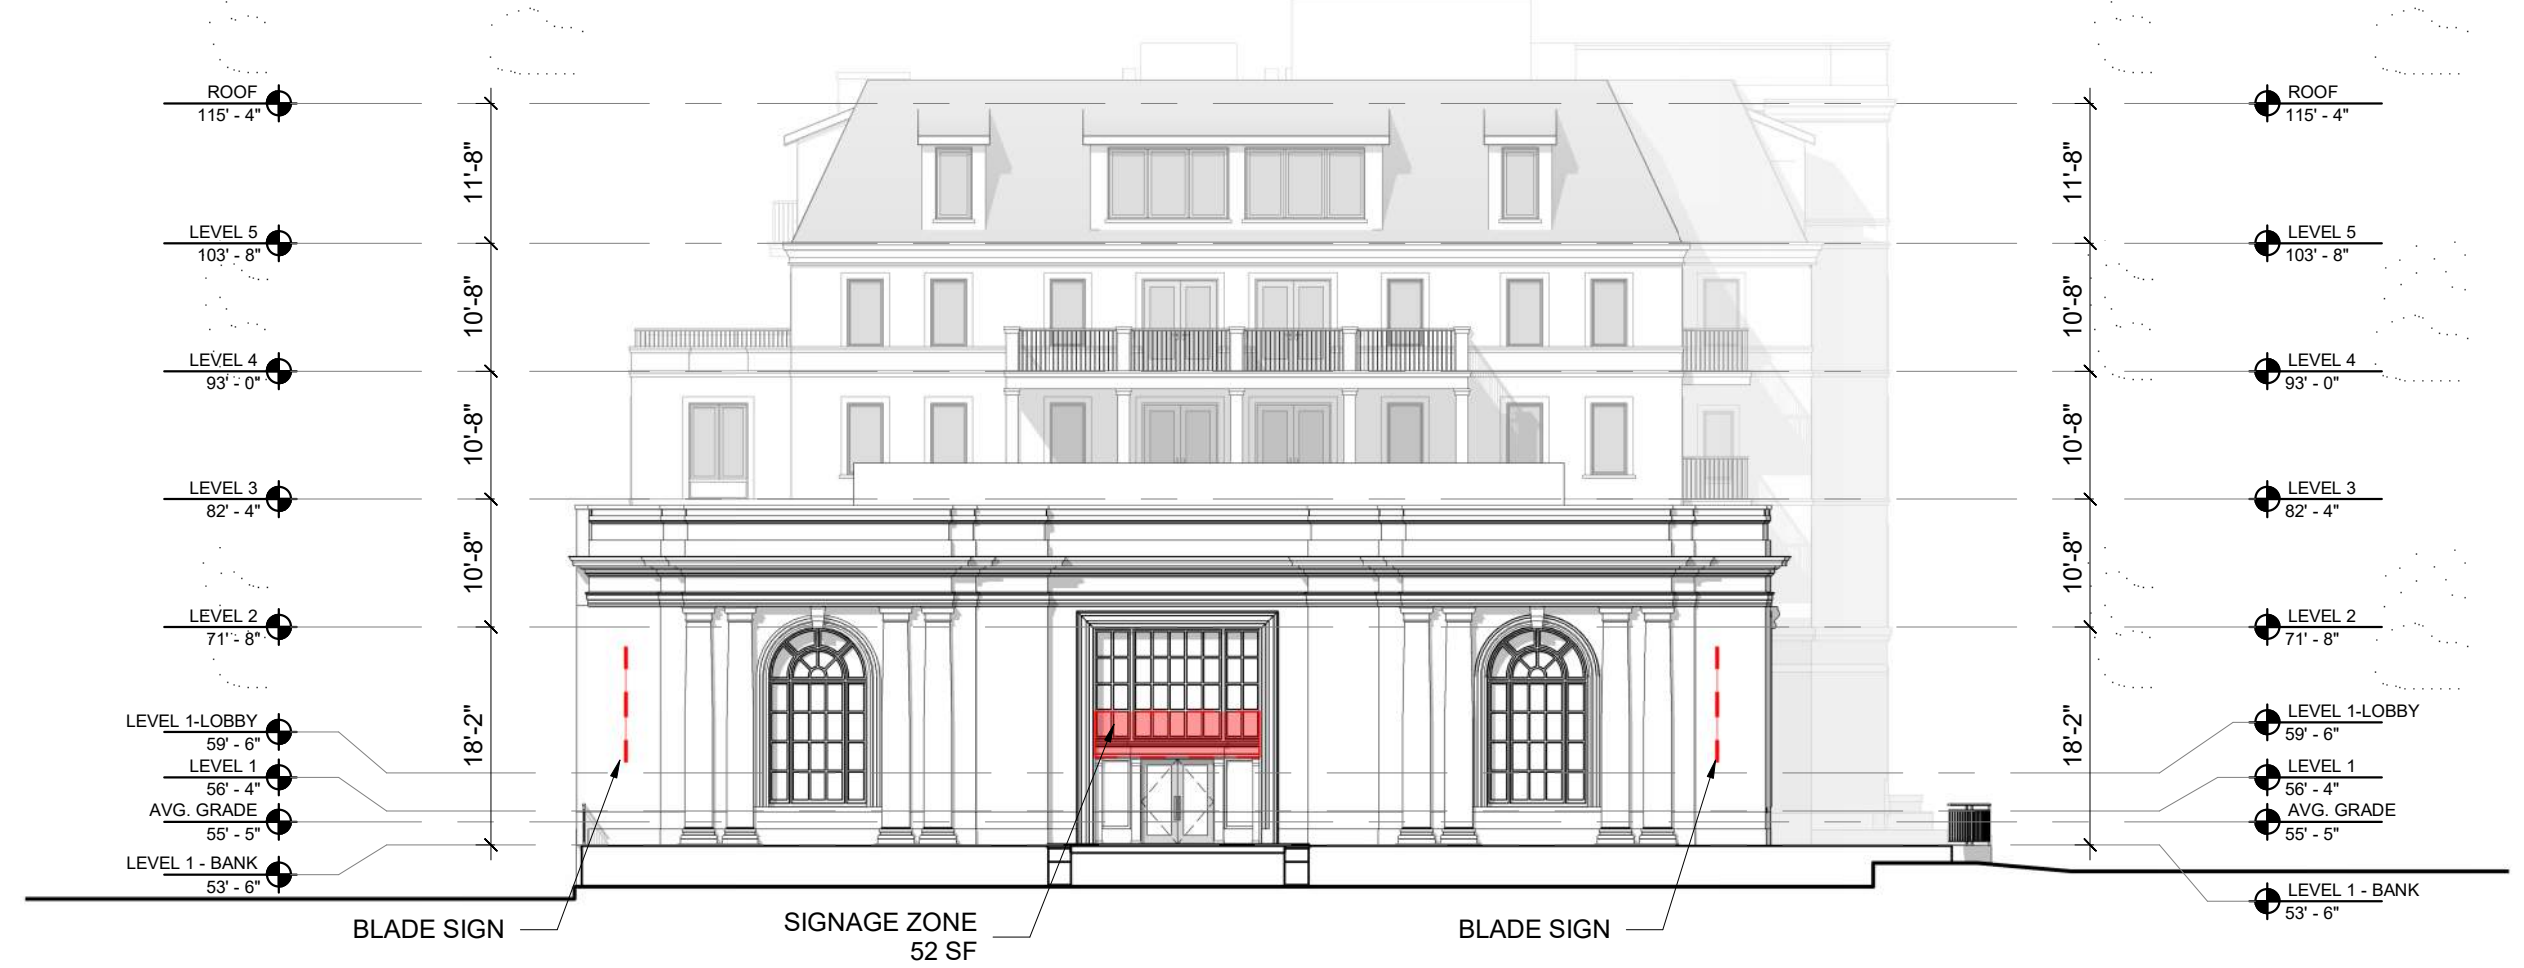 ROOF
115' - 4"
LEVEL 5
103' - 8"
LEVEL 4
93' - 0"
LEVEL 3
82' - 4"
LEVEL 2
71' - 8"
LEVEL 1-LOBBY
59' - 6"
LEVEL 1
56' - 4"
AVG. GRADE
55' - 5"
LEVEL 1 - BANK
53' - 6"
11'-8"
10'-8"
10'-8"
10'-8"
18'-2"
BLADE SIGN
SIGNAGE ZONE
52 SF
BLADE SIGN
11'-8"
10'-8"
10'-8"
10'-8"
18'-2"
ROOF
115' - 4"
LEVEL 5
103' - 8"
LEVEL 4
93' - 0"
LEVEL 3
82' - 4"
LEVEL 2
71' - 8"
LEVEL 1-LOBBY
59' - 6"
LEVEL 1
56' - 4"
AVG. GRADE
55' - 5"
LEVEL 1 - BANK
53' - 6"